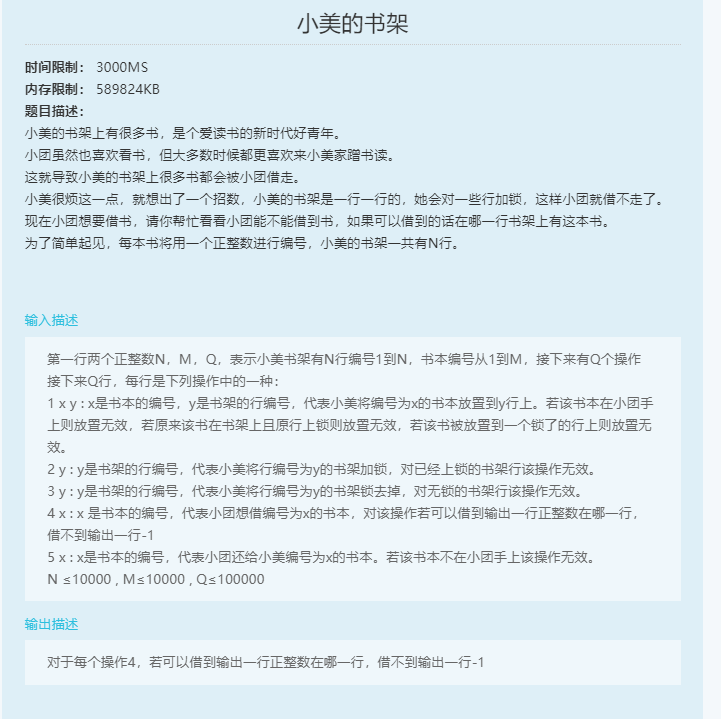 小美的书架
时间限制： 3000MS
内存限制： 589824KB
题目描述：
小美的书架上有很多书，是个爱读书的新时代好青年。
小团虽然也喜欢看书，但大多数时候都更喜欢来小美家蹭书读。
这就导致小美的书架上很多书都会被小团借走。
小美很烦这一点，就想出了一个招数，小美的书架是一行一行的，她会对一些行加锁，这样小团就借不走了。
现在小团想要借书，请你帮忙看看小团能不能借到书，如果可以借到的话在哪一行书架上有这本书。
为了简单起见，每本书将用一个正整数进行编号，小美的书架一共有N行。
输入描述
第一行两个正整数N，M，Q，表示小美书架有N行编号1到N，书本编号从1到M，接下来有Q个操作
接下来Q行，每行是下列操作中的一种：
1 x y : x是书本的编号，y是书架的行编号，代表小美将编号为x的书本放置到y行上。若该书本在小团手
上则放置无效，若原来该书在书架上且原行上锁则放置无效，若该书被放置到一个锁了的行上则放置无
效。
2 y : y是书架的行编号，代表小美将行编号为y的书架加锁，对已经上锁的书架行该操作无效。
3 y : y是书架的行编号，代表小美将行编号为y的书架锁去掉，对无锁的书架行该操作无效。
4 x : x 是书本的编号，代表小团想借编号为x的书本，对该操作若可以借到输出一行正整数在哪一行，
借不到输出一行-1
5 x : x是书本的编号，代表小团还给小美编号为x的书本。若该书本不在小团手上该操作无效。
N ≤10000 , M≤10000 , Q≤100000
输出描述
对于每个操作4，若可以借到输出一行正整数在哪一行，借不到输出一行-1